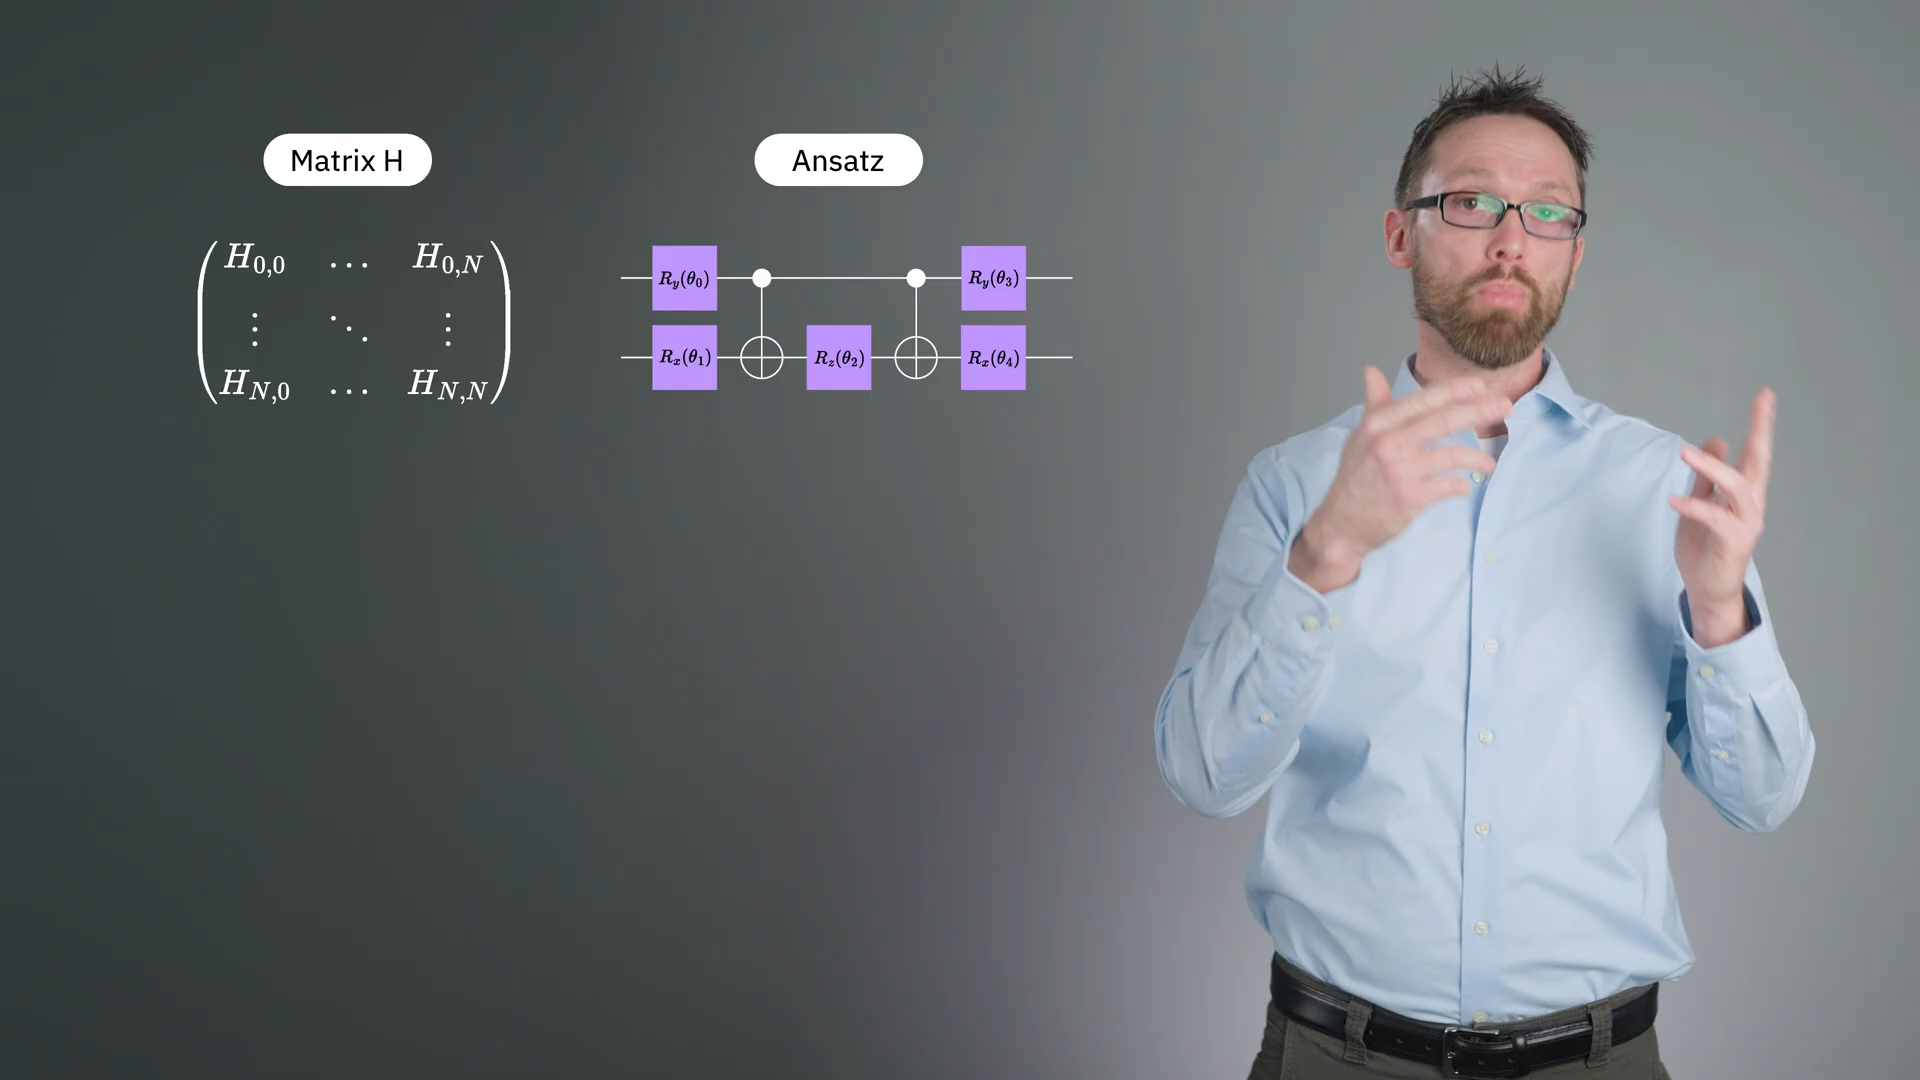 Matrix H
Ansatz
H0,0 ... H0,N
⋮ ⋱ ⋮
HN,0 ... HN,N
Ry(θ0) Ry(θ3)
Rx(θ1) Rz(θ2) Rx(θ4)